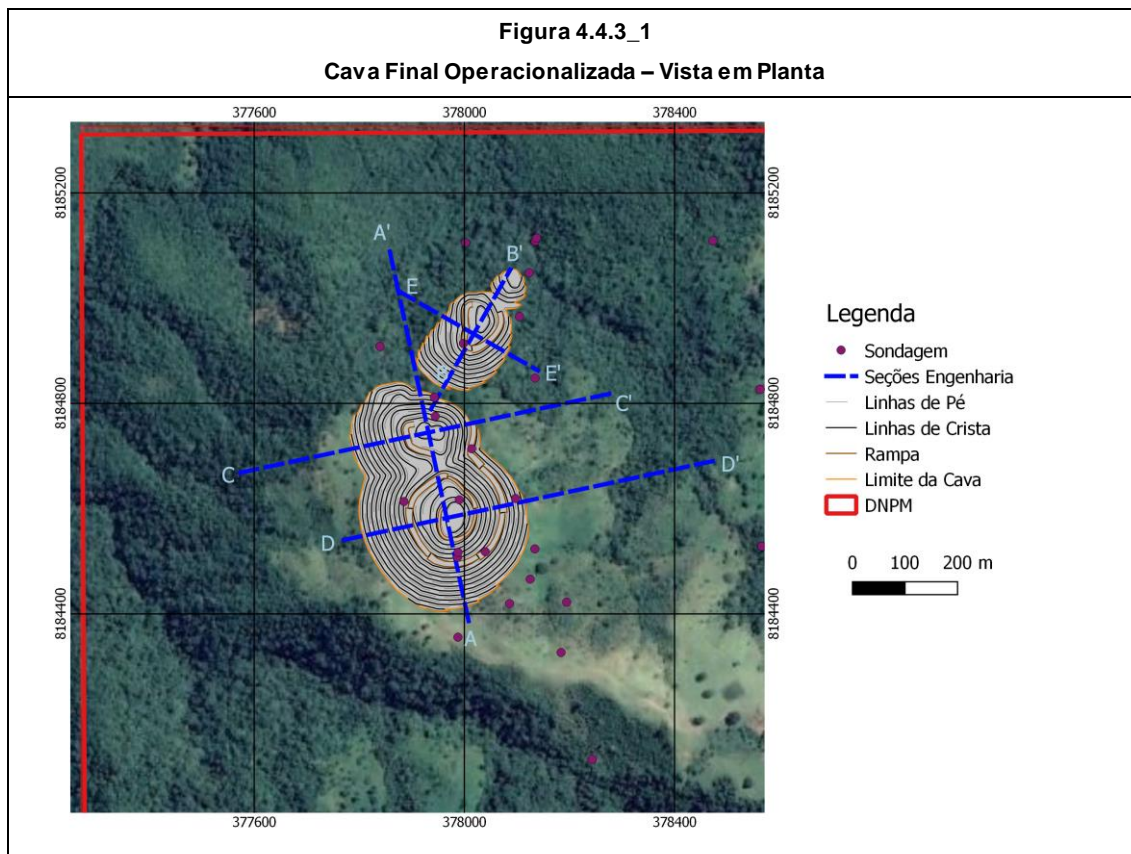 Figura 4.4.3_1
Cava Final Operacionalizada – Vista em Planta
377600 378000 378400
8185200 8185200
A'
B'
E
B
E'
8184800 8184800
C'
C
D'
D
8184400 8184400
A
377600 378000 378400
Legenda
Sondagem
Seções Engenharia
Linhas de Pé
Linhas de Crista
Rampa
Limite da Cava
DNPM
0 100 200 m